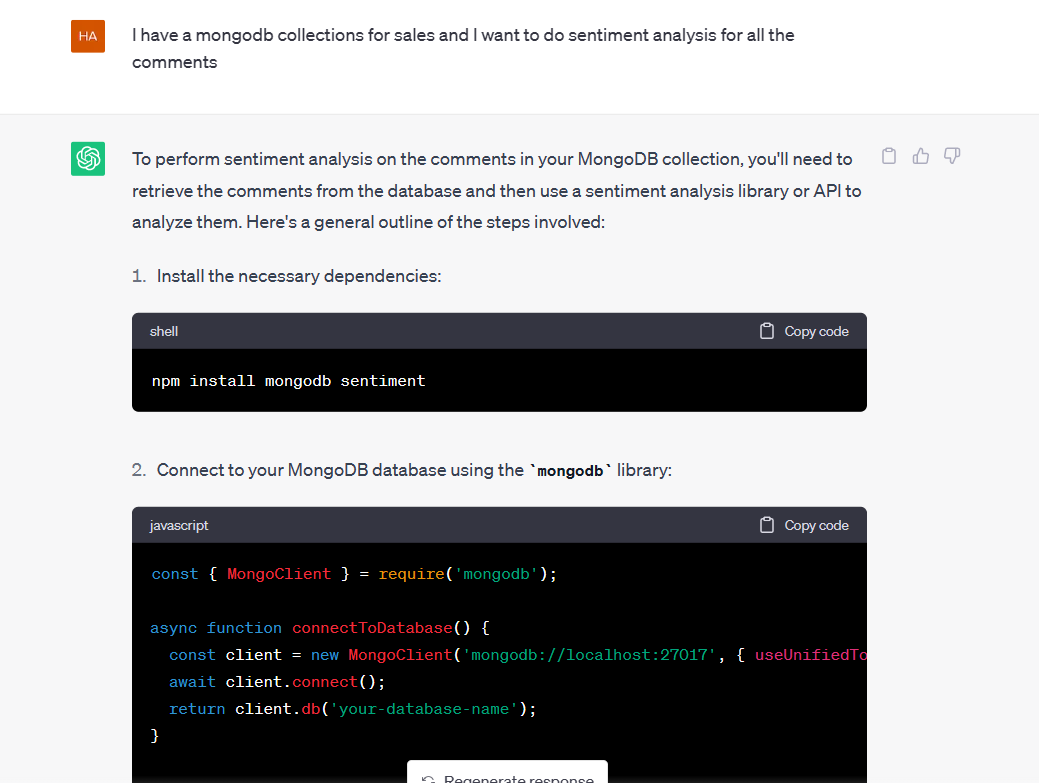 HA
I have a mongodb collections for sales and I want to do sentiment analysis for all the
comments
To perform sentiment analysis on the comments in your MongoDB collection, you'll need to
retrieve the comments from the database and then use a sentiment analysis library or API to
analyze them. Here's a general outline of the steps involved:
1. Install the necessary dependencies:
shell Copy code
npm install mongodb sentiment
2. Connect to your MongoDB database using the `mongodb` library:
javascript Copy code
const { MongoClient } = require('mongodb');
async function connectToDatabase() {
  const client = new MongoClient('mongodb://localhost:27017', { useUnifiedTo
  await client.connect();
  return client.db('your-database-name');
}
Regenerate response